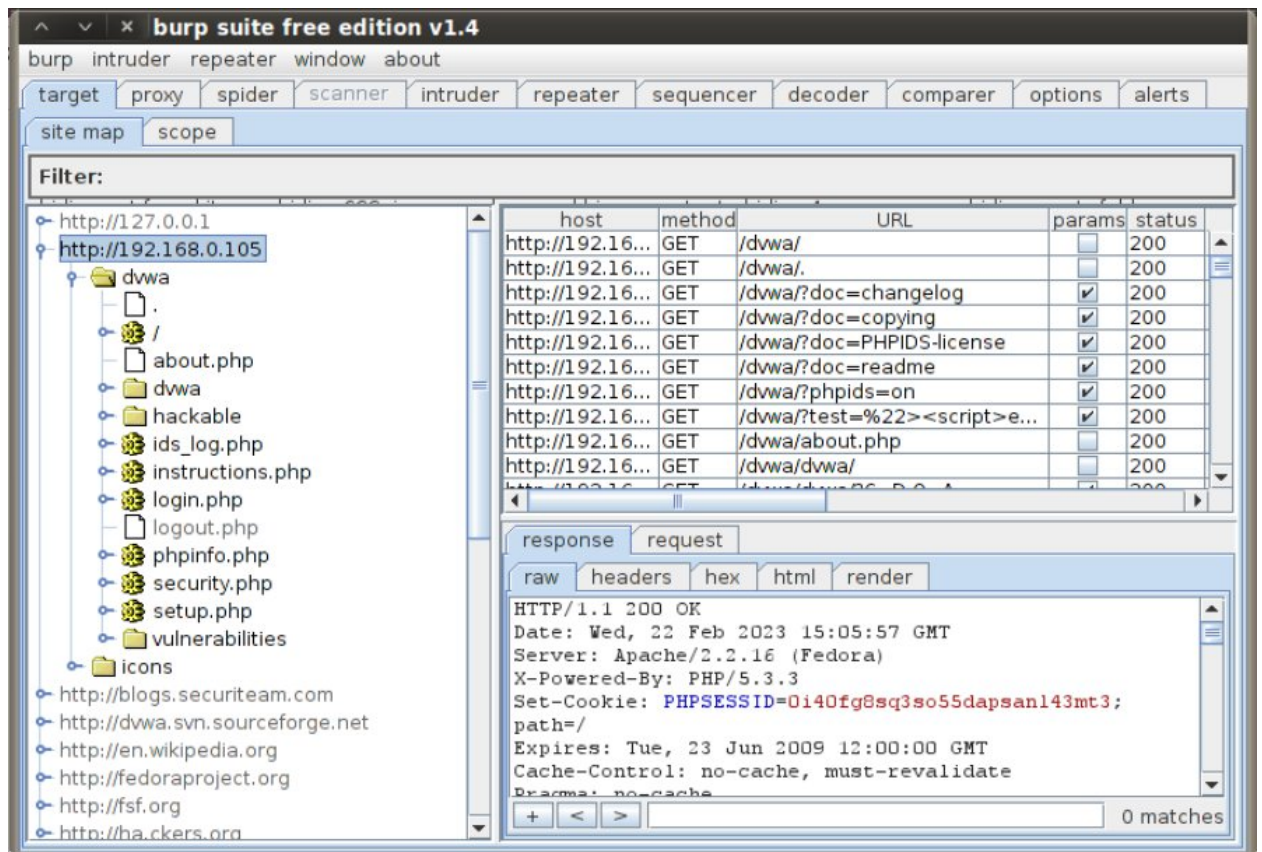 burp suite free edition v1.4
burp intruder repeater window about
target proxy spider scanner intruder repeater sequencer decoder comparer options alerts
site map scope
Filter:
http://127.0.0.1
http://192.168.0.105
dvwa
.
/
about.php
dvwa
hackable
ids_log.php
instructions.php
login.php
logout.php
phpinfo.php
security.php
setup.php
vulnerabilities
icons
http://blogs.securiteam.com
http://dvwa.svn.sourceforge.net
http://en.wikipedia.org
http://fedoraproject.org
http://fsf.org
http://ha.ckers.org
host method URL params status
http://192.16... GET /dvwa/ 200
http://192.16... GET /dvwa/. 200
http://192.16... GET /dvwa/?doc=changelog 200
http://192.16... GET /dvwa/?doc=copying 200
http://192.16... GET /dvwa/?doc=PHPIDS-license 200
http://192.16... GET /dvwa/?doc=readme 200
http://192.16... GET /dvwa/?phpids=on 200
http://192.16... GET /dvwa/?test=%22><script>e... 200
http://192.16... GET /dvwa/about.php 200
http://192.16... GET /dvwa/dvwa/ 200
response request
raw headers hex html render
HTTP/1.1 200 OK
Date: Wed, 22 Feb 2023 15:05:57 GMT
Server: Apache/2.2.16 (Fedora)
X-Powered-By: PHP/5.3.3
Set-Cookie: PHPSESSID=0i40fg8sq3so55dapsanl43mt3;
path=/
Expires: Tue, 23 Jun 2009 12:00:00 GMT
Cache-Control: no-cache, must-revalidate
Pragma: no-cache
+ < > 0 matches